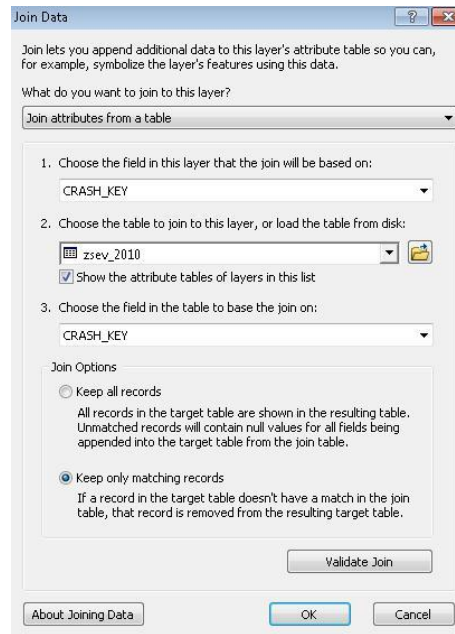 Join Data
Join lets you append additional data to this layer's attribute table so you can,
for example, symbolize the layer's features using this data.
What do you want to join to this layer?
Join attributes from a table
1. Choose the field in this layer that the join will be based on:
CRASH_KEY
2. Choose the table to join to this layer, or load the table from disk:
zsev_2010
Show the attribute tables of layers in this list
3. Choose the field in the table to base the join on:
CRASH_KEY
Join Options
Keep all records
All records in the target table are shown in the resulting table.
Unmatched records will contain null values for all fields being
appended into the target table from the join table.
Keep only matching records
If a record in the target table doesn't have a match in the join
table, that record is removed from the resulting target table.
Validate Join
About Joining Data OK Cancel